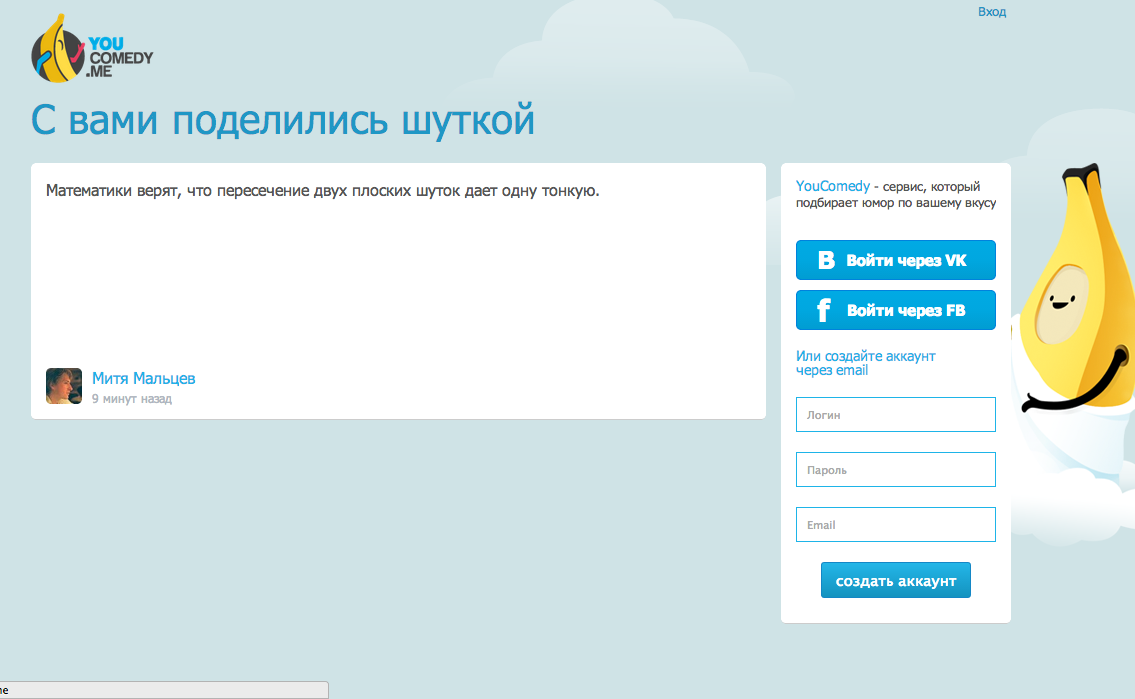 Вход
YOU
COMEDY
.ME
С вами поделились шуткой
Математики верят, что пересечение двух плоских шуток дает одну тонкую.
Митя Мальцев
9 минут назад
YouComedy - сервис, который
подбирает юмор по вашему вкусу
В Войти через VK
f Войти через FB
Или создайте аккаунт
через email
Логин
Пароль
Email
создать аккаунт